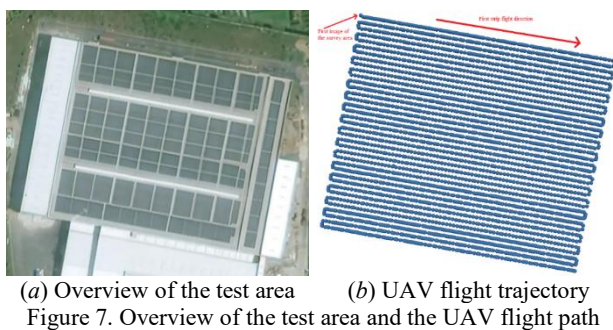 First image of
the survey area
First strip flight direction
(a) Overview of the test area (b) UAV flight trajectory
Figure 7. Overview of the test area and the UAV flight path